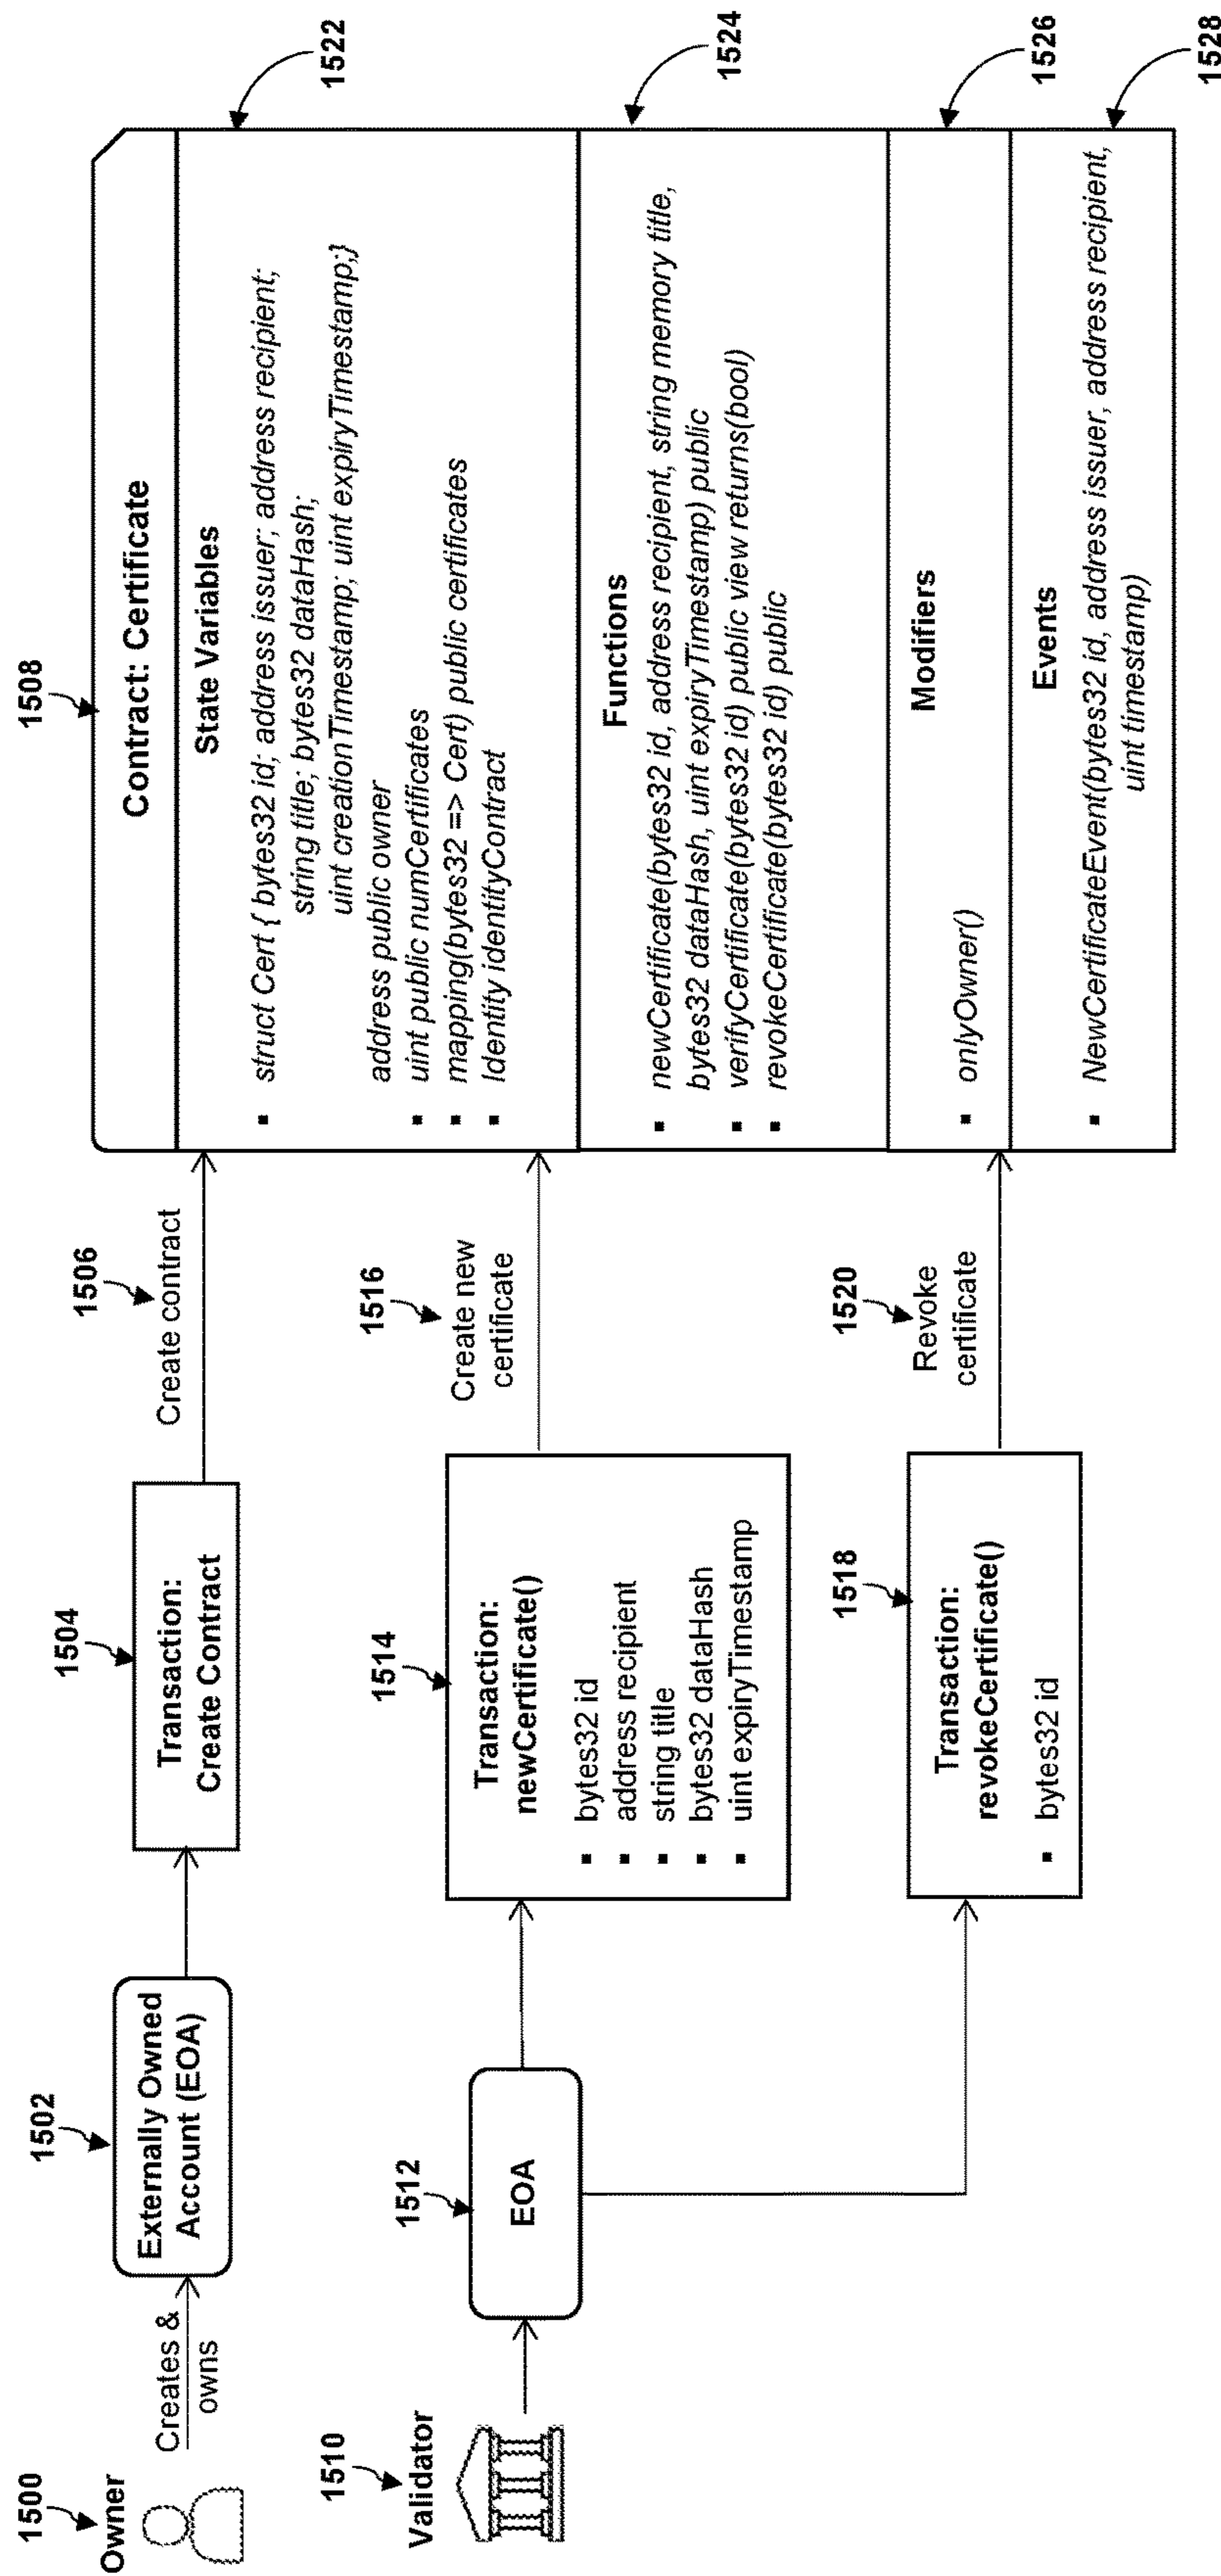 1500
Owner
Creates &
owns
1502
Externally Owned
Account (EOA)
1504
Transaction:
Create Contract
1506
Create contract
1510
Validator
1512
EOA
1514
Transaction:
newCertificate()
▪ bytes32 id
▪ address recipient
▪ string title
▪ bytes32 dataHash
▪ uint expiryTimestamp
1516
Create new
certificate
1518
Transaction:
revokeCertificate()
▪ bytes32 id
1520
Revoke
certificate
1508
Contract: Certificate
1522
State Variables
▪ struct Cert { bytes32 id; address issuer; address recipient;
string title; bytes32 dataHash;
uint creationTimestamp; uint expiryTimestamp;}
address public owner
▪ uint public numCertificates
▪ mapping(bytes32 => Cert) public certificates
▪ Identity identityContract
1524
Functions
▪ newCertificate(bytes32 id, address recipient, string memory title,
bytes32 dataHash, uint expiryTimestamp) public
▪ verifyCertificate(bytes32 id) public view returns(bool)
▪ revokeCertificate(bytes32 id) public
1526
Modifiers
▪ onlyOwner()
1528
Events
▪ NewCertificateEvent(bytes32 id, address issuer, address recipient,
uint timestamp)